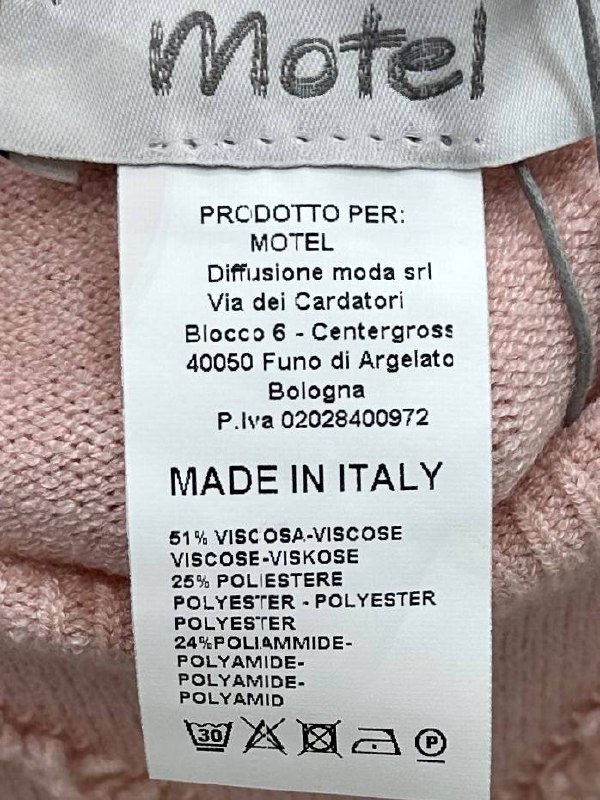 Motel
PRODOTTO PER:
MOTEL
Diffusione moda srl
Via dei Cardatori
Blocco 6 - Centergross
40050 Funo di Argelato
Bologna
P.Iva 02028400972
MADE IN ITALY
51% VISCOSA-VISCOSE
VISCOSE-VISKOSE
25% POLIESTERE
POLYESTER - POLYESTER
POLYESTER
24%POLIAMMIDE-
POLYAMIDE-
POLYAMIDE-
POLYAMID
30 P